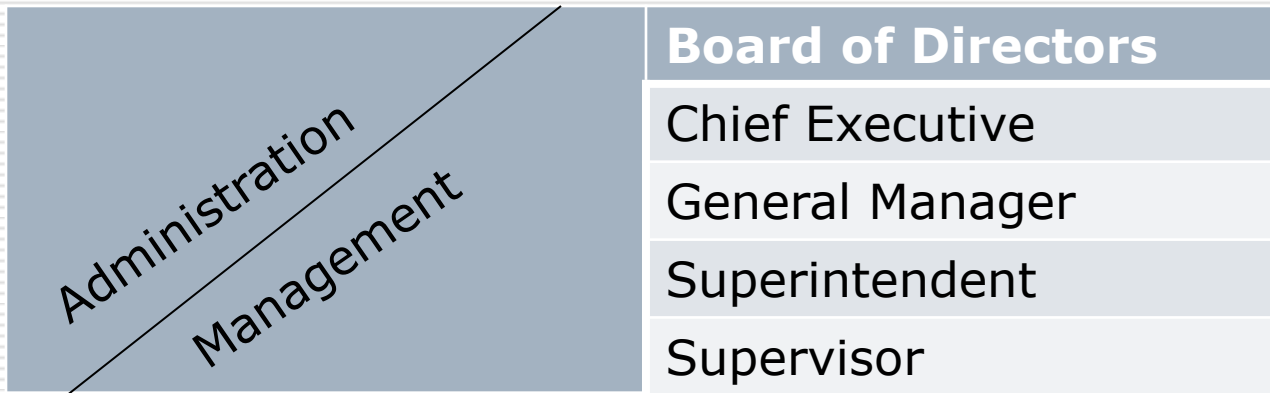 Administration
Management
Board of Directors
Chief Executive
General Manager
Superintendent
Supervisor